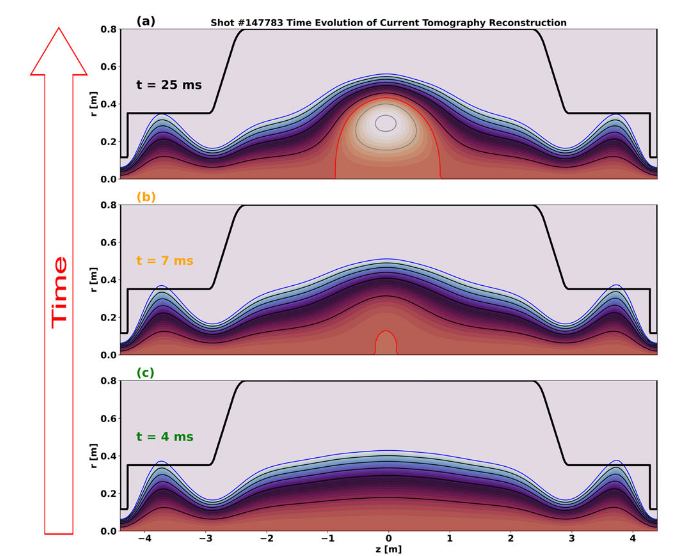 Shot #147783 Time Evolution of Current Tomography Reconstruction
(a)
t = 25 ms
r [m]
0.8
0.6
0.4
0.2
0.0
(b)
t = 7 ms
r [m]
0.8
0.6
0.4
0.2
0.0
(c)
t = 4 ms
r [m]
0.8
0.6
0.4
0.2
0.0
−4 −3 −2 −1 0 1 2 3 4
z [m]
Time